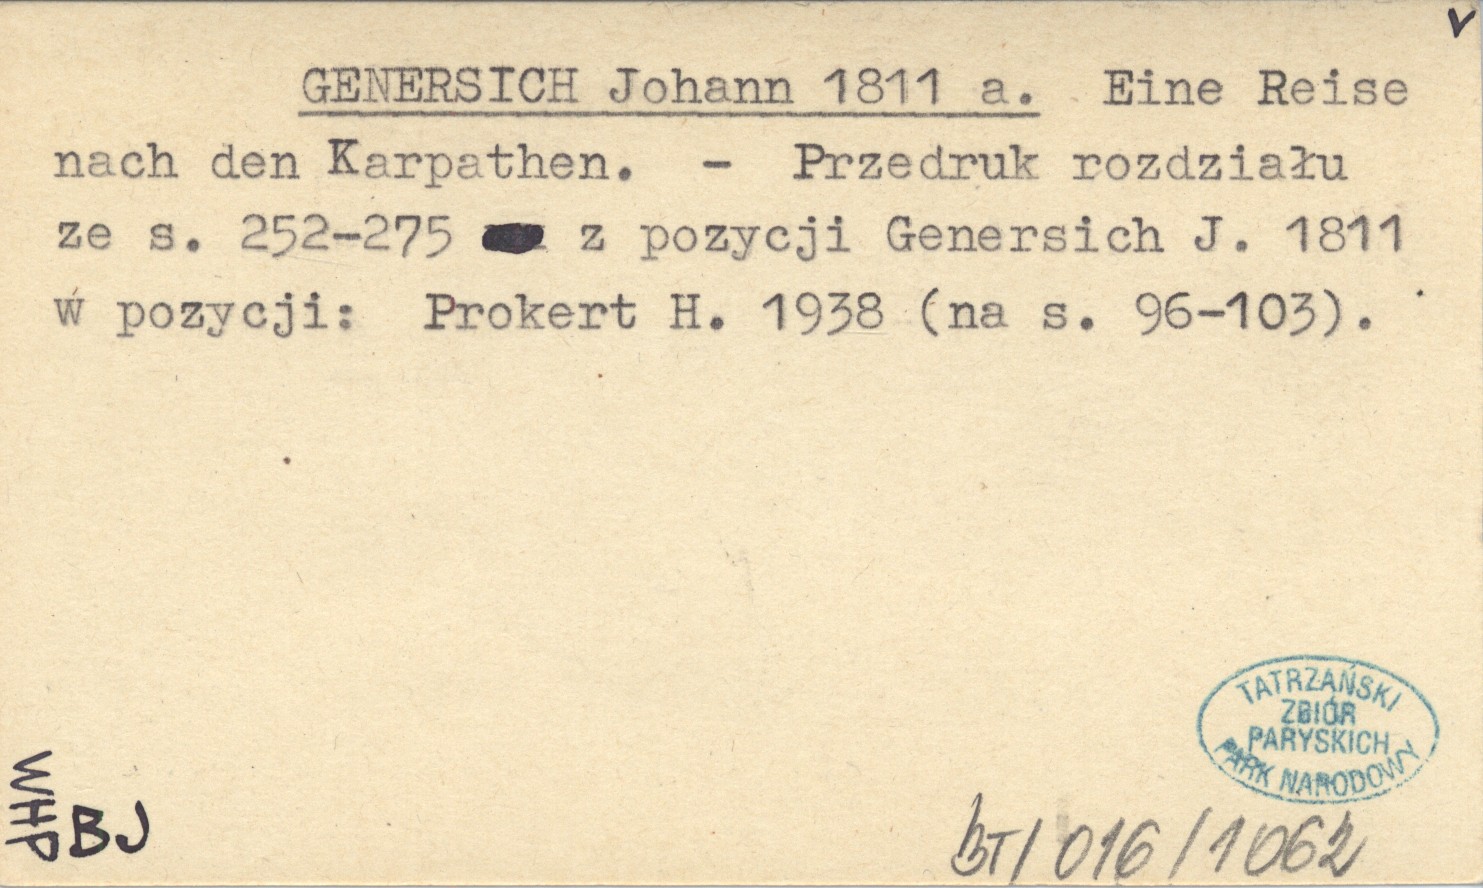 v
GENERSICH Johann 1811 a. Eine Reise
nach den Karpathen. - Przedruk rozdziału
ze s. 252-275 z pozycji Genersich J. 1811
w pozycji: Prokert H. 1938 (na s. 96-103).
TATRZAŃSKI
ZBIÓR
PARYSKICH
PARK NARODOWY
WHP
BJ
BT/016/1062